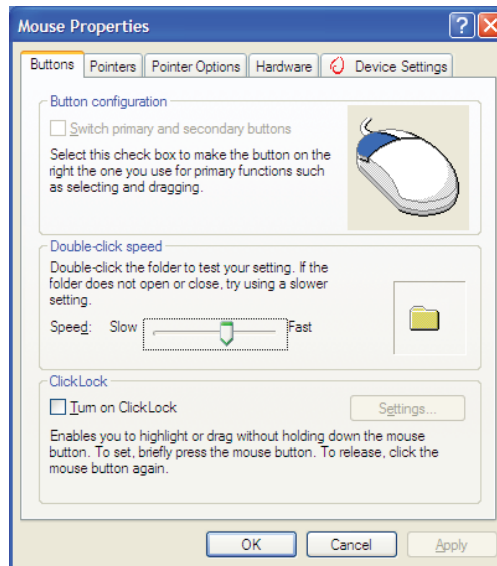 Mouse Properties
Buttons Pointers Pointer Options Hardware Device Settings
Button configuration
Switch primary and secondary buttons
Select this check box to make the button on the
right the one you use for primary functions such
as selecting and dragging.
Double-click speed
Double-click the folder to test your setting. If the
folder does not open or close, try using a slower
setting.
Speed: Slow Fast
ClickLock
Turn on ClickLock Settings...
Enables you to highlight or drag without holding down the mouse
button. To set, briefly press the mouse button. To release, click the
mouse button again.
OK Cancel Apply